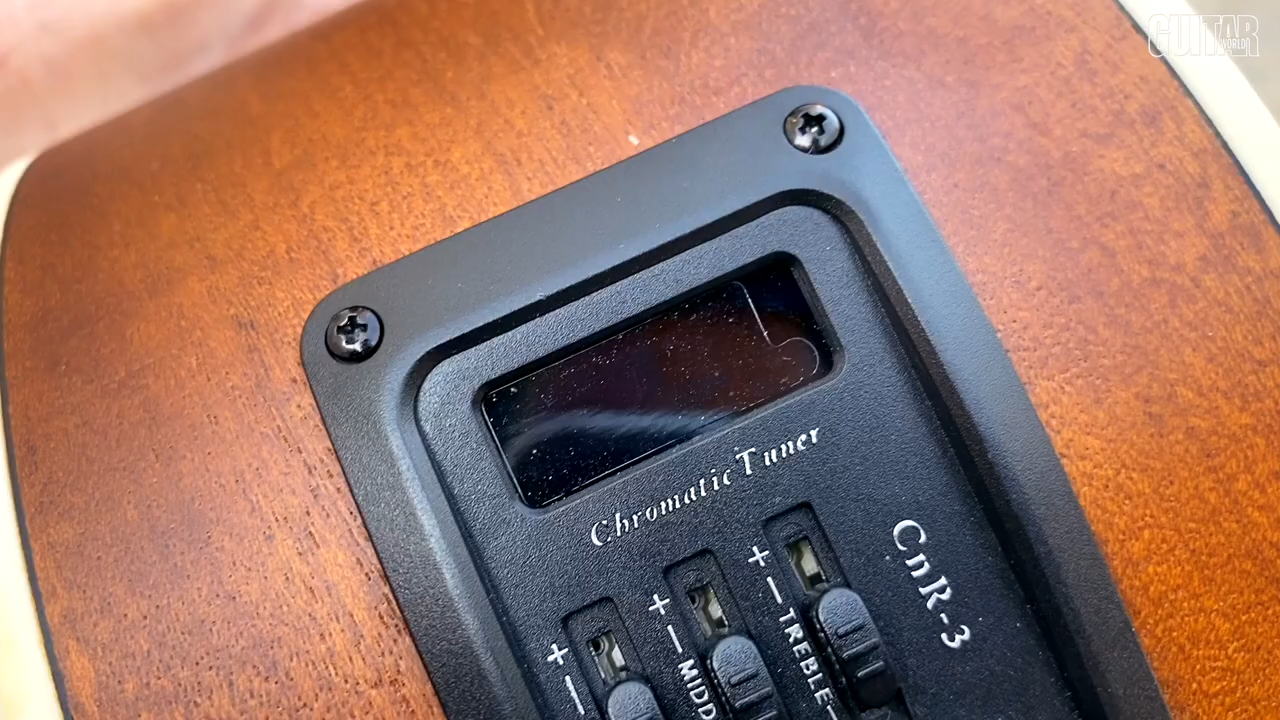 GUITAR
WORLD
Chromatic Tuner
CnR-3
+ TREBLE -
+ MIDD
+